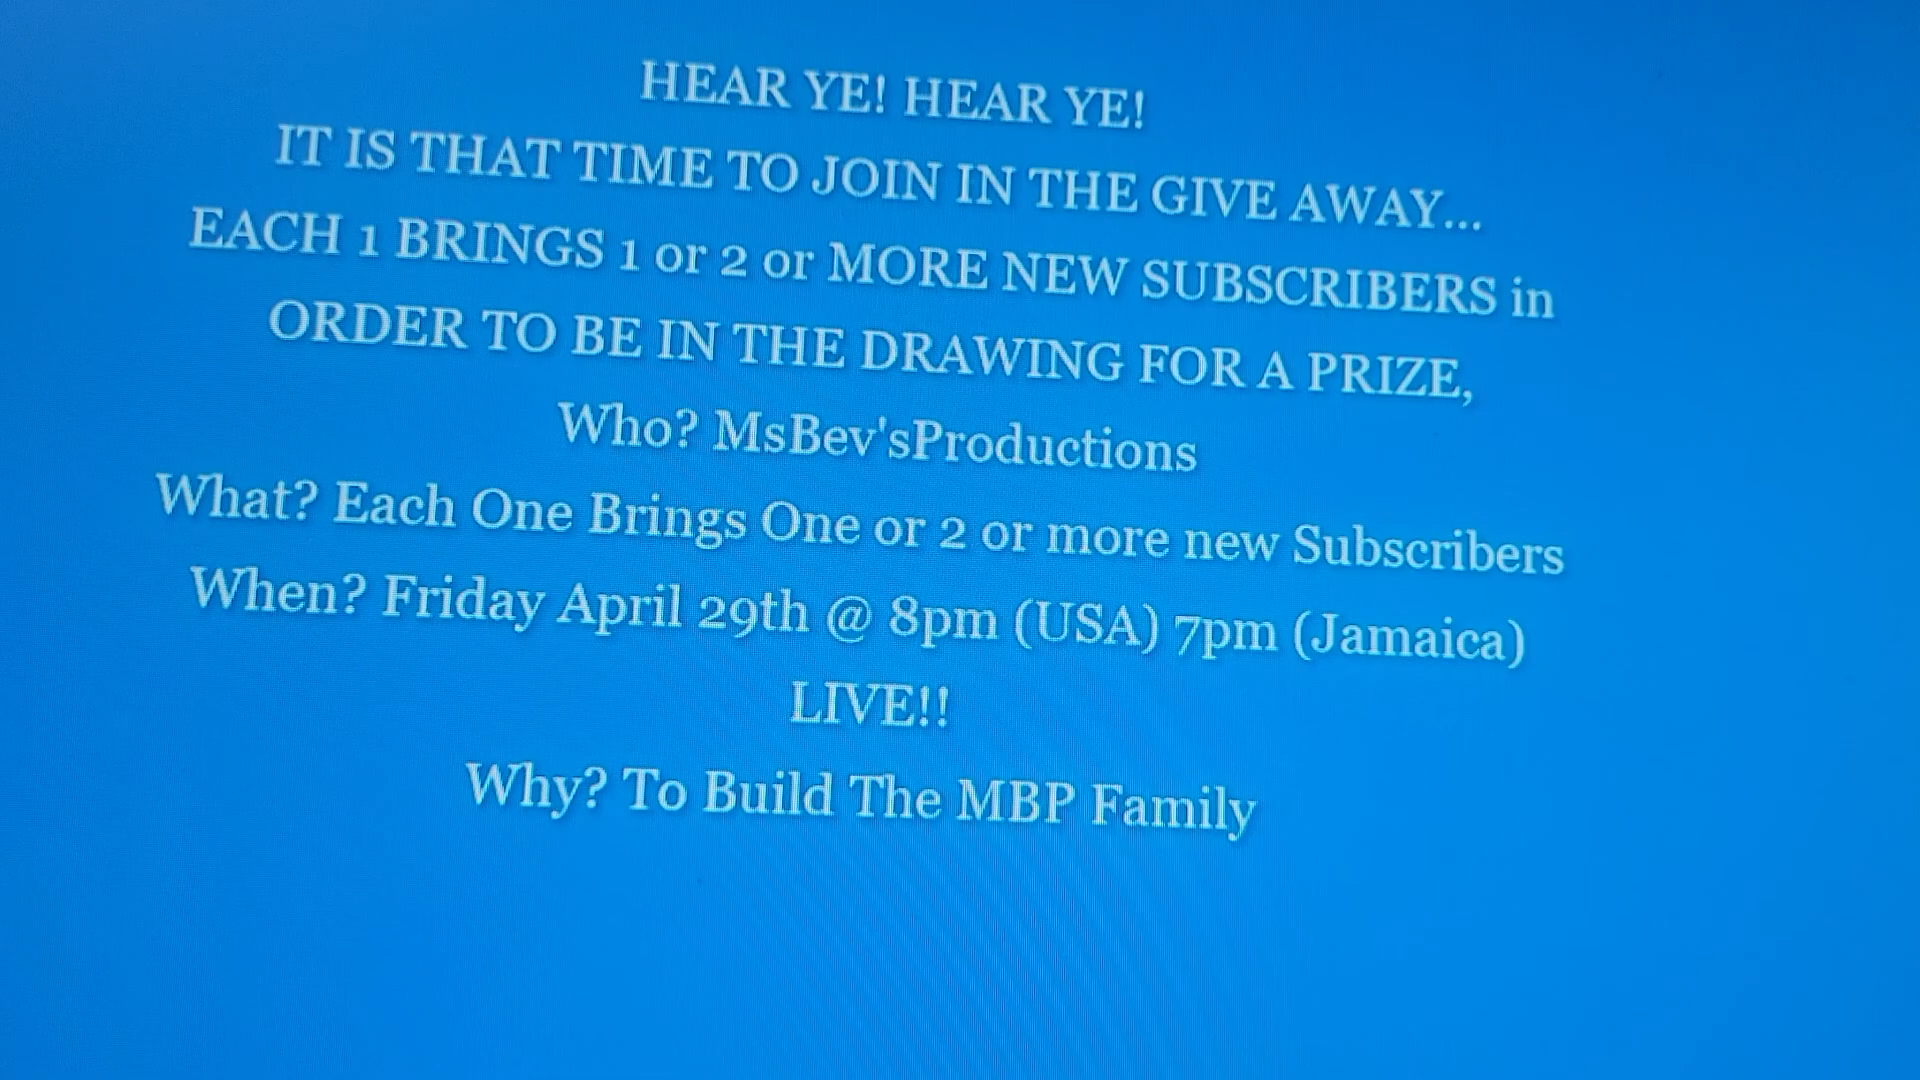 HEAR YE! HEAR YE!
IT IS THAT TIME TO JOIN IN THE GIVE AWAY...
EACH 1 BRINGS 1 or 2 or MORE NEW SUBSCRIBERS in
ORDER TO BE IN THE DRAWING FOR A PRIZE,
Who? MsBev'sProductions
What? Each One Brings One or 2 or more new Subscribers
When? Friday April 29th @ 8pm (USA) 7pm (Jamaica)
LIVE!!
Why? To Build The MBP Family